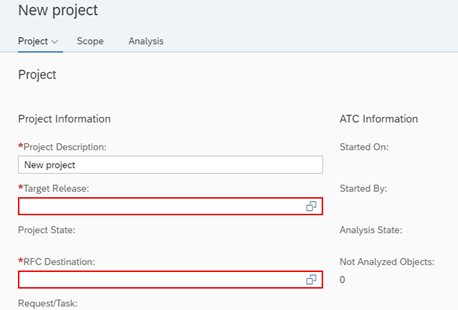 New project
Project Scope Analysis
Project
Project Information
*Project Description:
New project
*Target Release:
Project State:
*RFC Destination:
Request/Task:
ATC Information
Started On:
Started By:
Analysis State:
Not Analyzed Objects:
0